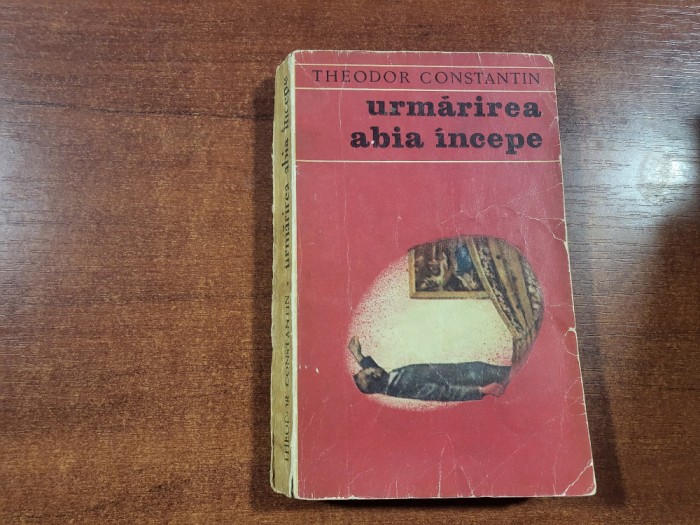 THEODOR CONSTANTIN
urmărirea
abia începe
THEODOR CONSTANTIN • urmărirea abia începe